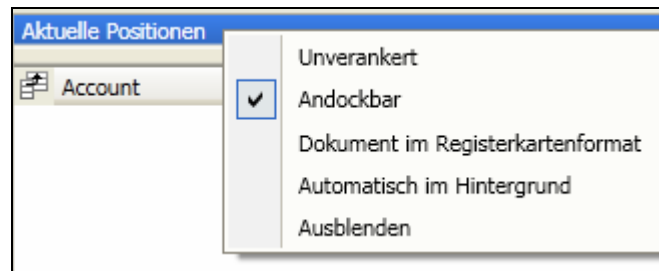 Aktuelle Positionen
Account
Unverankert
Andockbar
Dokument im Registerkartenformat
Automatisch im Hintergrund
Ausblenden